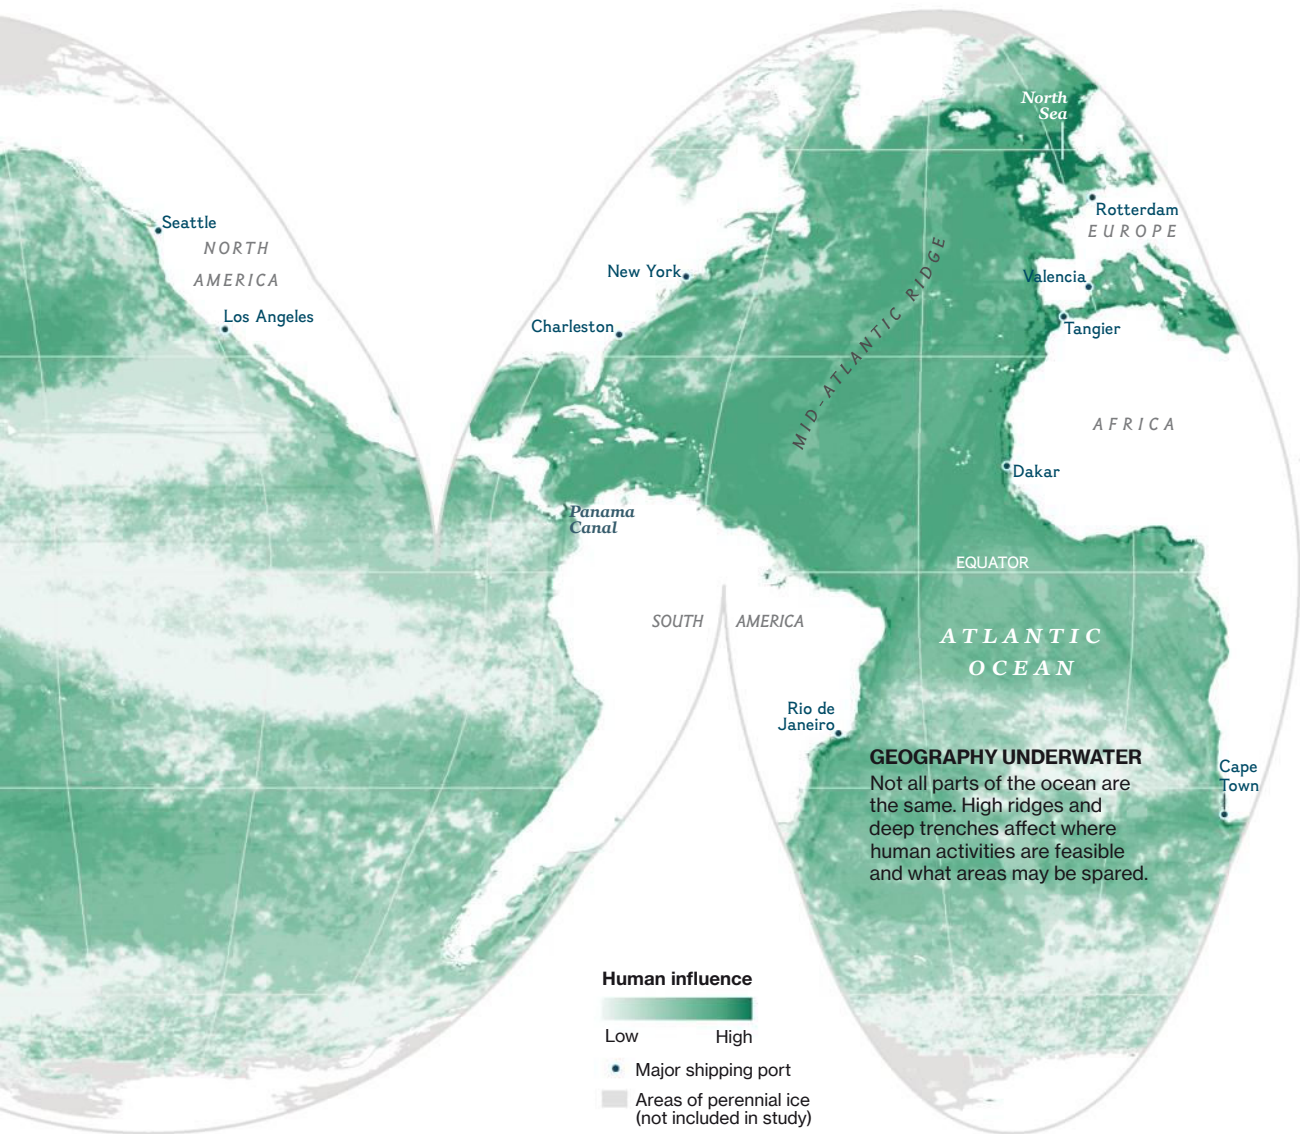 North
Sea
Seattle
NORTH
AMERICA
Los Angeles
New York
Charleston
Rotterdam
EUROPE
Valencia
Tangier
MID-ATLANTIC RIDGE
AFRICA
Dakar
Panama
Canal
EQUATOR
SOUTH AMERICA
ATLANTIC
OCEAN
Rio de
Janeiro
Cape
Town
GEOGRAPHY UNDERWATER
Not all parts of the ocean are
the same. High ridges and
deep trenches affect where
human activities are feasible
and what areas may be spared.
Human influence
Low High
Major shipping port
Areas of perennial ice
(not included in study)